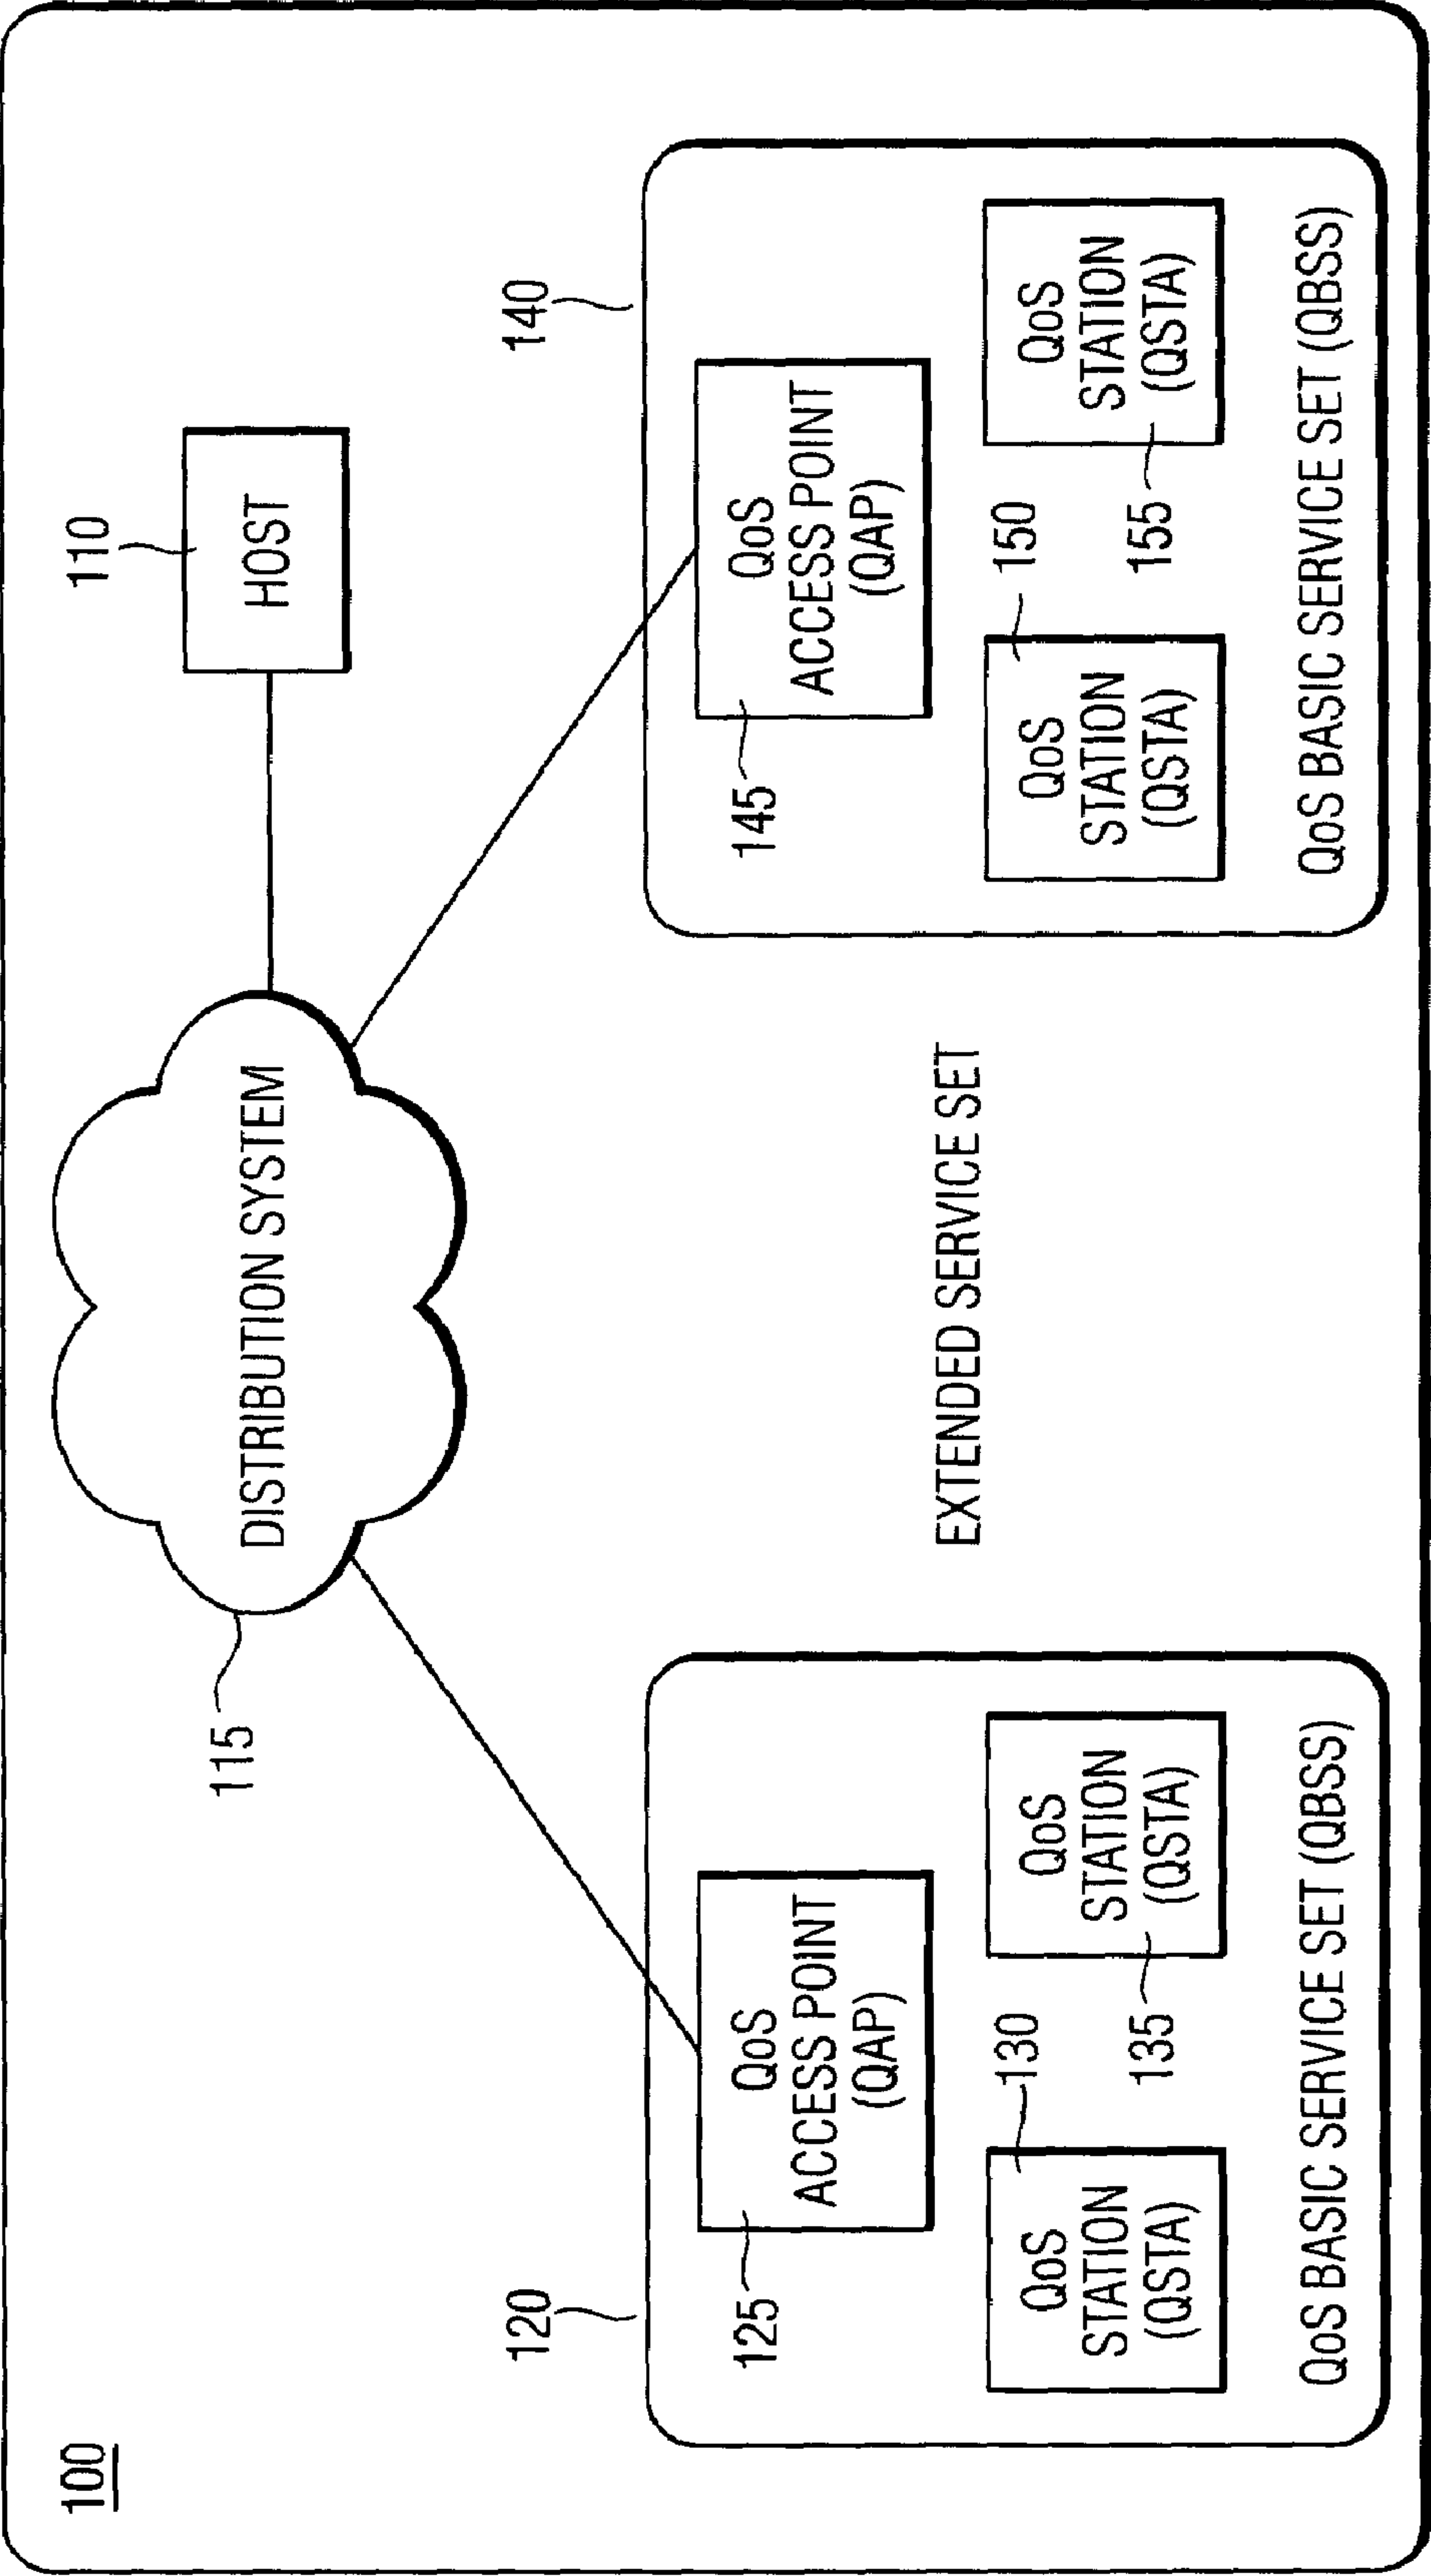 100
110
HOST
DISTRIBUTION SYSTEM
115
120
140
QoS
ACCESS POINT
(QAP)
125
QoS
STATION
(QSTA)
130
QoS
STATION
(QSTA)
135
QoS BASIC SERVICE SET (QBSS)
EXTENDED SERVICE SET
QoS
ACCESS POINT
(QAP)
145
QoS
STATION
(QSTA)
150
QoS
STATION
(QSTA)
155
QoS BASIC SERVICE SET (QBSS)